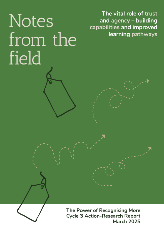 Notes
from the
field
The vital role of trust
and agency – building
capabilities and improved
learning pathways
The Power of Recognising More
Cycle 3 Action-Research Report
March 2025